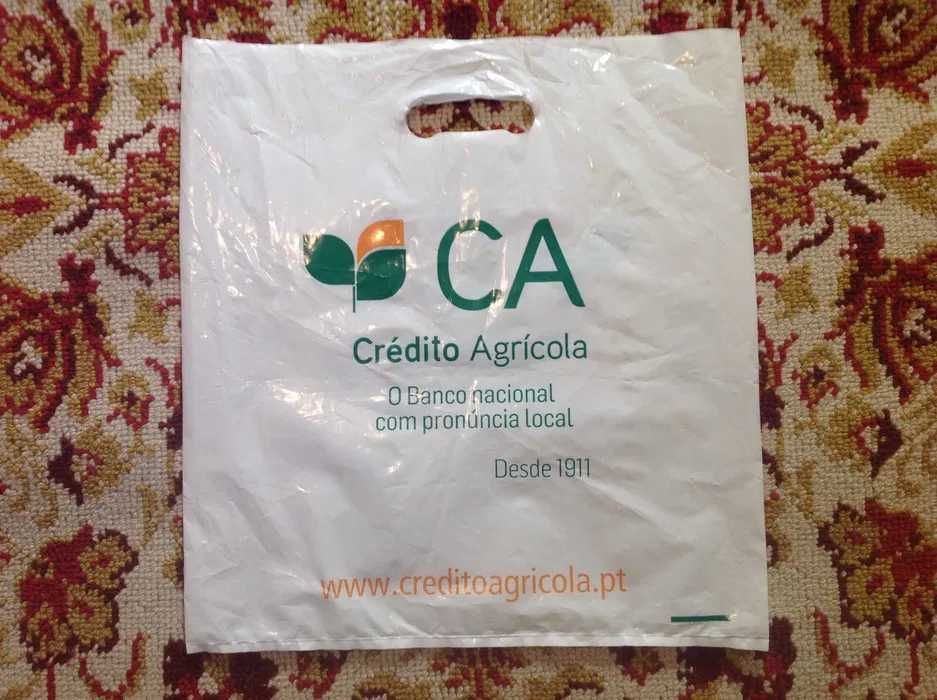 CA
Crédito Agrícola
O Banco nacional
com pronúncia local
Desde 1911
www.creditoagricola.pt